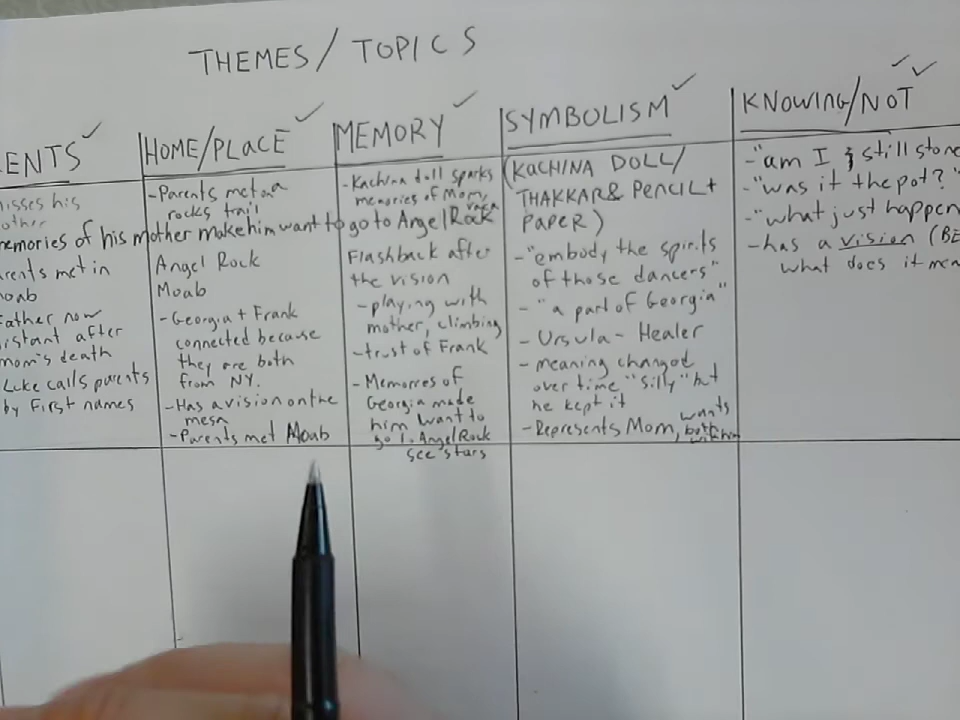 THEMES/TOPICS
ENTS
misses his
mother
memories of his mother make him want to go to Angel Rock
parents met in
Moab
Father now
distant after
mom's death
Luke calls parents
by First names
HOME/PLACE
-Parents met on a
rocks trail
Angel Rock
Moab
-Georgia + Frank
connected because
they are both
from NY.
-Has a vision on the
mesa
-Parents met Moab
MEMORY
-Kachina doll sparks
memories of Mom,
Flashback after
the vision
-playing with
mother, climbing
-trust of Frank
-Memories of
Georgia made
him want to
go to Angel Rock
see stars
SYMBOLISM
(KACHINA DOLL/
THAKKAR & PENCIL +
PAPER)
-"embody the spirits
of those dancers"
-"a part of Georgia"
-Ursula-Healer
-meaning changed
over time "silly" but
he kept it
-Represents Mom, wants
both
KNOWING/NOT
-"am I still stone
-"was it the pot?"
-"what just happen
-has a vision (BE
what does it mea